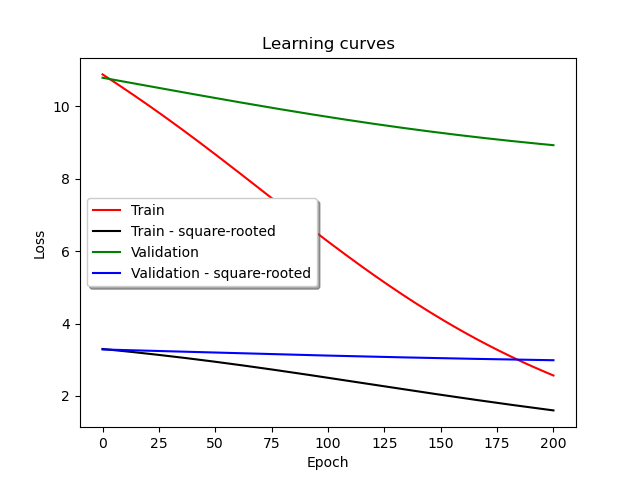 Learning curves
Loss
10
8
6
4
2
Train
Train - square-rooted
Validation
Validation - square-rooted
0 25 50 75 100 125 150 175 200
Epoch